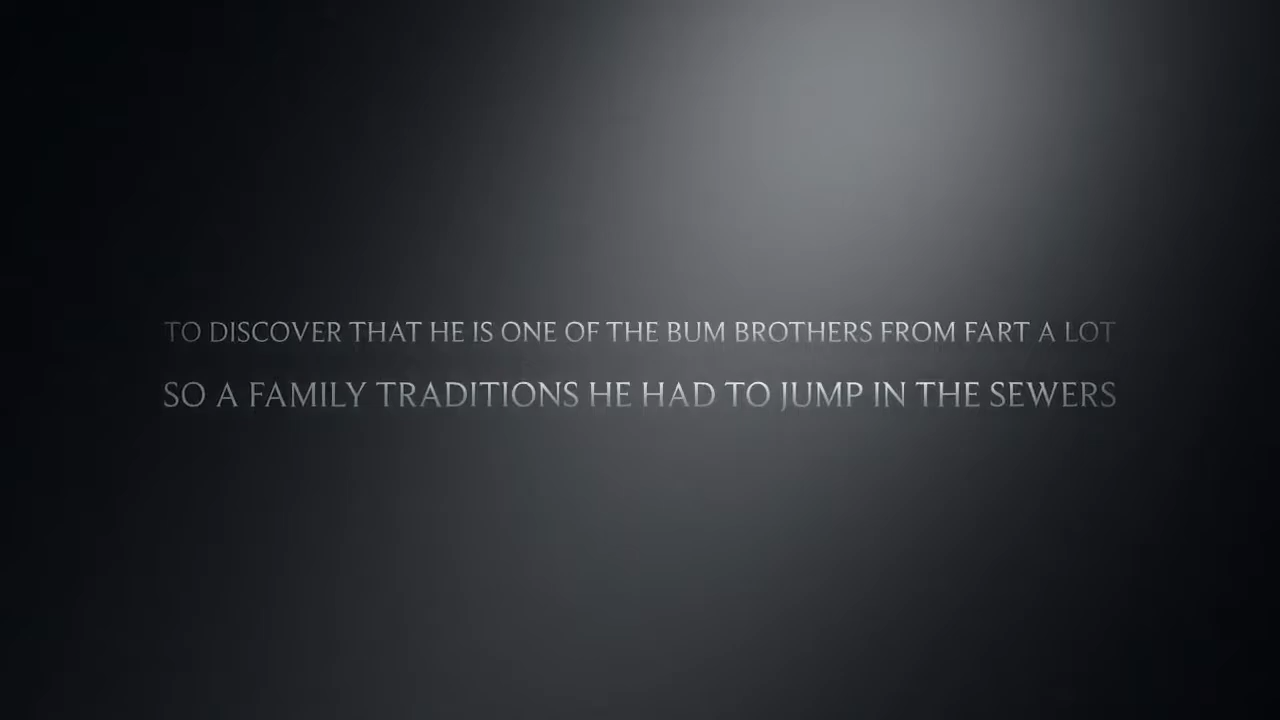 TO DISCOVER THAT HE IS ONE OF THE BUM BROTHERS FROM FART A LOT
SO A FAMILY TRADITIONS HE HAD TO JUMP IN THE SEWERS